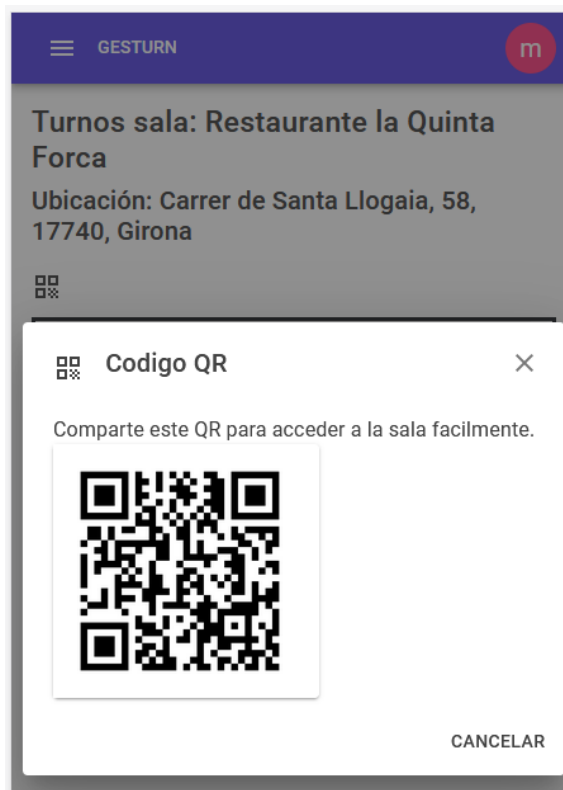 GESTURN
m
Turnos sala: Restaurante la Quinta
Forca
Ubicación: Carrer de Santa Llogaia, 58,
17740, Girona
Codigo QR
Comparte este QR para acceder a la sala facilmente.
CANCELAR